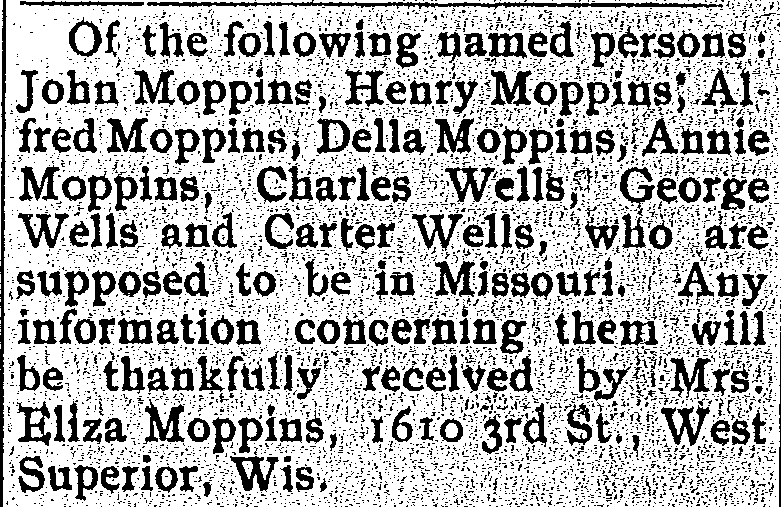 Of the following named persons:
John Moppins, Henry Moppins, Al-
fred Moppins, Della Moppins, Annie
Moppins, Charles Wells, George
Wells and Carter Wells, who are
supposed to be in Missouri. Any
information concerning them will
be thankfully received by Mrs.
Eliza Moppins, 1610 3rd St., West
Superior, Wis.